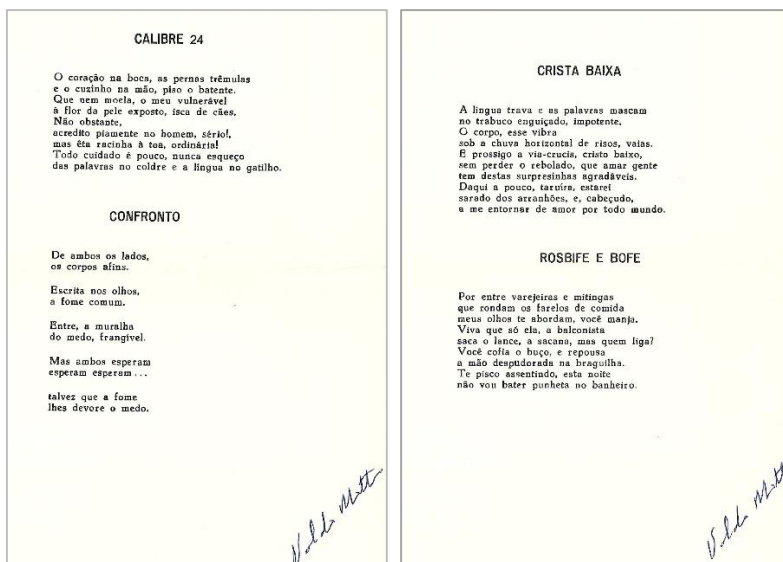 CALIBRE 24
O coração na boca, as pernas trêmulas
e o cuzinho na mão, piso o batente.
Que nem moela, o meu vulnerável
à flor da pele exposto, isca de cães.
Não obstante,
acredito piamente no homem, sério!,
mas êta racinha à toa, ordinária!
Todo cuidado é pouco, nunca esqueço
das palavras no coldre e a língua no gatilho.
CONFRONTO
De ambos os lados,
os corpos afins.
Escrita nos olhos,
a fome comum.
Entre, a muralha
do medo, frangível.
Mas ambos esperam
esperam esperam...
talvez que a fome
lhes devore o medo.
Valdo Motta
CRISTA BAIXA
A língua trava e as palavras mascam
no trabuco enguiçado, impotente.
O corpo, esse vibra
sob a chuva horizontal de risos, vaias.
E prossigo a via-crucis, cristo baixo,
sem perder o rebolado, que amar gente
tem destas surpresinhas agradáveis.
Daqui a pouco, taruíra, estarei
sarado dos arranhões, e, cabeçudo,
a me entornar de amor por todo mundo.
ROSBIFE E BOFE
Por entre varejeiras e mitingas
que rondam os farelos de comida
meus olhos te abordam, você manja.
Viva que só ela, a balconista
saca o lance, a sacana, mas quem liga?
Você cofia o buço, e repousa
a mão despudorada na braguilha.
Te pisco assentindo, esta noite
não vou bater punheta no banheiro.
Valdo Mott